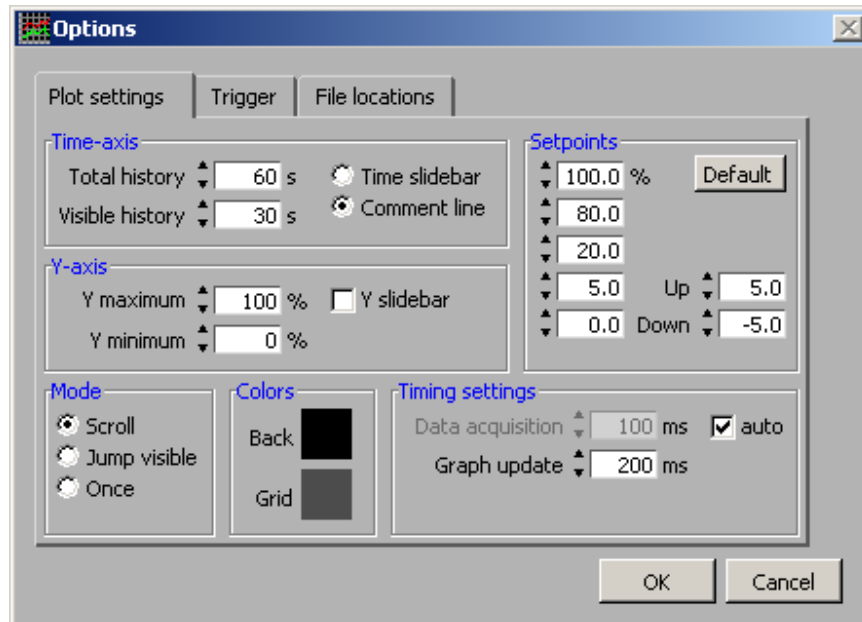 Options
Plot settings Trigger File locations
Time-axis
Total history 60 s Time slidebar
Visible history 30 s Comment line
Y-axis
Y maximum 100 % Y slidebar
Y minimum 0 %
Setpoints
100.0 % Default
80.0
20.0
5.0 Up 5.0
0.0 Down -5.0
Mode
Scroll
Jump visible
Once
Colors
Back
Grid
Timing settings
Data acquisition 100 ms auto
Graph update 200 ms
OK Cancel